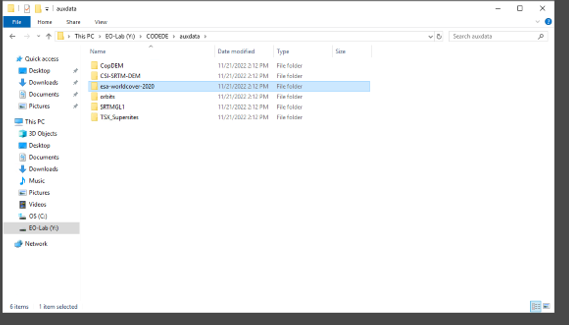 auxdata
File Home Share View
This PC > EO-Lab (Y:) > CODEDE > auxdata >
Search auxdata
Name Date modified Type Size
Quick access
Desktop
Downloads
Documents
Pictures
This PC
3D Objects
Desktop
Documents
Downloads
Music
Pictures
Videos
OS (C:)
EO-Lab (Y:)
Network
CopDEM 11/21/2022 2:12 PM File folder
CSI-SRTM-DEM 11/21/2022 2:12 PM File folder
esa-worldcover-2020 11/21/2022 2:12 PM File folder
orbits 11/21/2022 2:12 PM File folder
SRTMGL1 11/21/2022 2:12 PM File folder
TSX_Supersites 11/21/2022 2:12 PM File folder
6 items 1 item selected